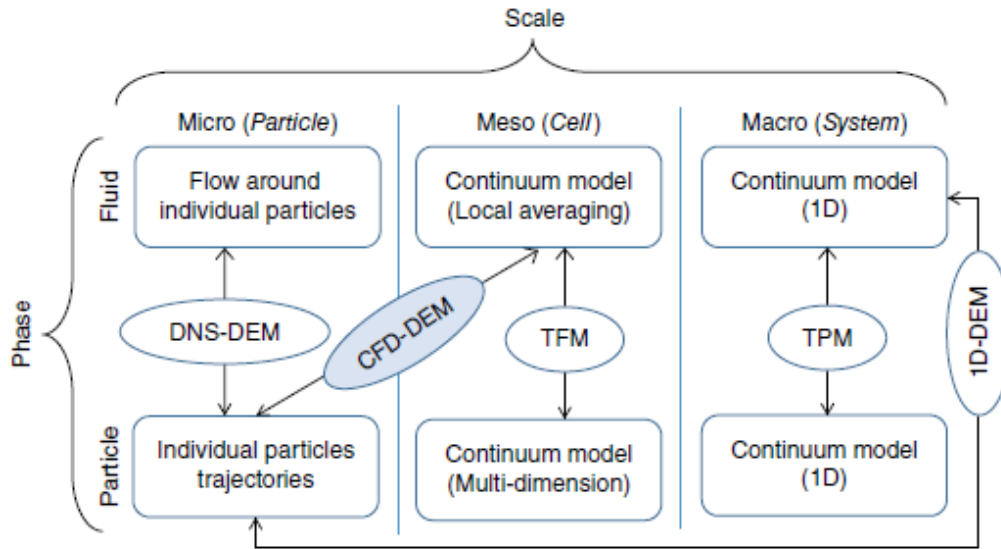 Scale
Micro (Particle)
Meso (Cell)
Macro (System)
Phase
Fluid
Flow around
individual particles
Continuum model
(Local averaging)
Continuum model
(1D)
DNS-DEM
CFD-DEM
TFM
TPM
1D-DEM
Particle
Individual particles
trajectories
Continuum model
(Multi-dimension)
Continuum model
(1D)